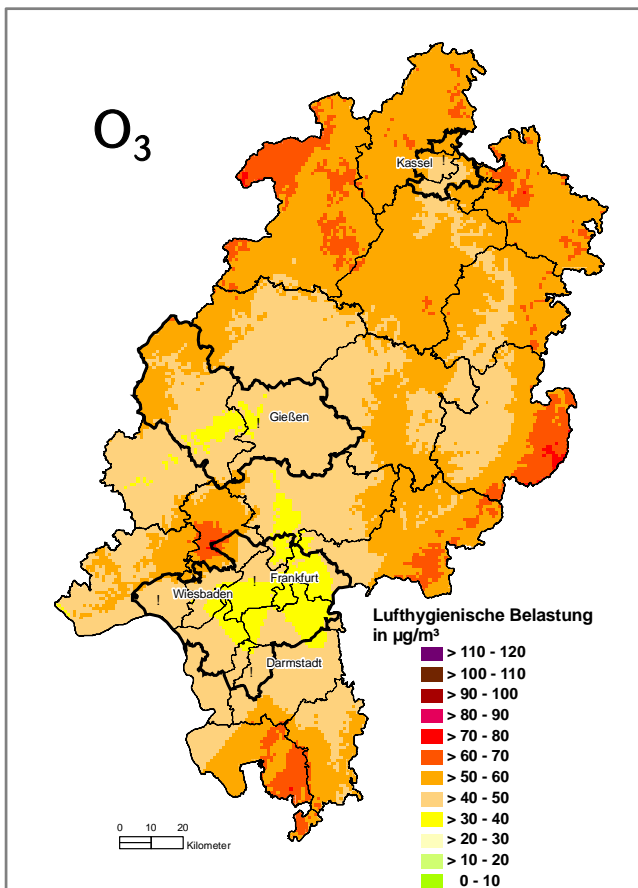 O₃
Kassel
Gießen
Frankfurt
Wiesbaden
Darmstadt
Lufthygienische Belastung
in µg/m³
> 110 - 120
> 100 - 110
> 90 - 100
> 80 - 90
> 70 - 80
> 60 - 70
> 50 - 60
> 40 - 50
> 30 - 40
> 20 - 30
> 10 - 20
0 - 10
0 10 20
Kilometer